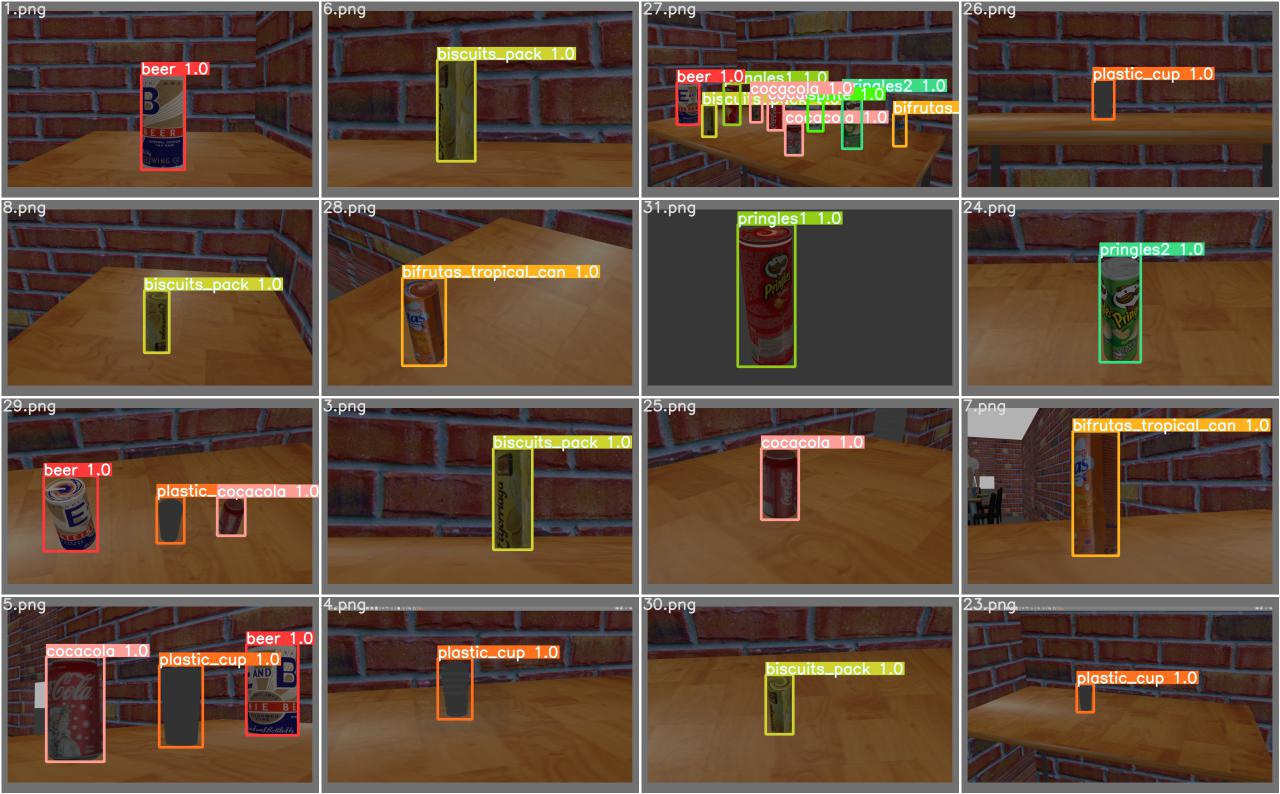 1.png
beer 1.0
B
BEER
6.png
biscuits_pack 1.0
27.png
beer 1.0
cocacola 1.0
cocacola 1.0
bifrutas_
26.png
plastic_cup 1.0
8.png
biscuits_pack 1.0
28.png
bifrutas_tropical_can 1.0
31.png
pringles1 1.0
Pringles
24.png
pringles2 1.0
29.png
beer 1.0
plastic_
cocacola 1.0
E
3.png
biscuits_pack 1.0
25.png
cocacola 1.0
7.png
bifrutas_tropical_can 1.0
5.png
cocacola 1.0
plastic_cup 1.0
beer 1.0
Cola
AND B
4.png
plastic_cup 1.0
30.png
biscuits_pack 1.0
23.png
plastic_cup 1.0